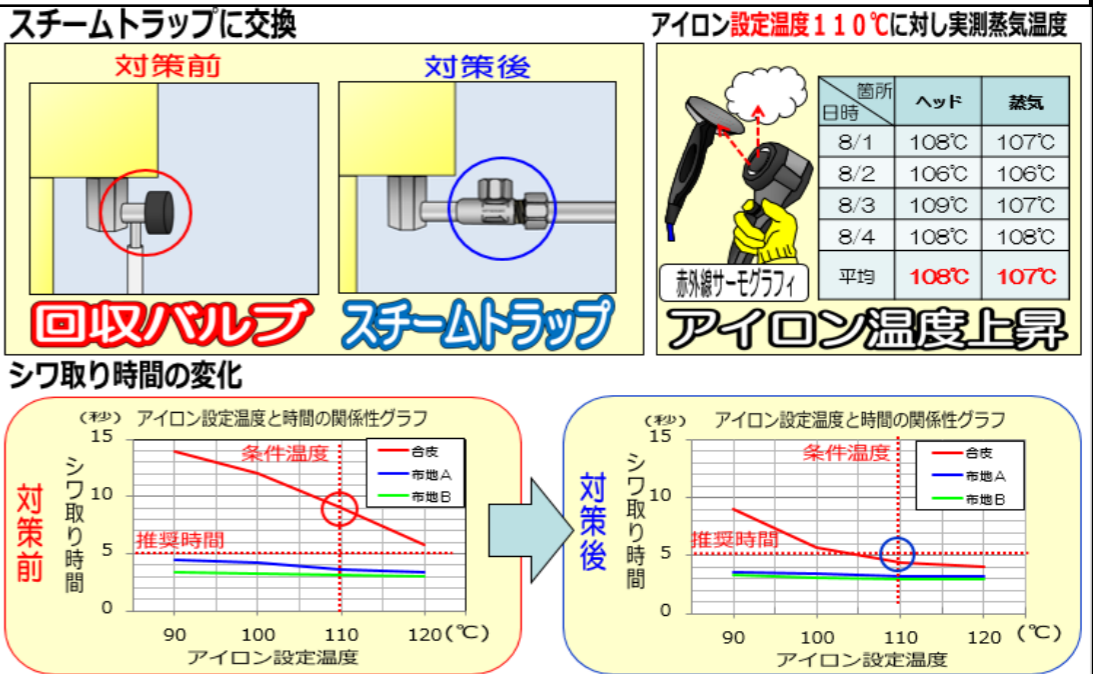 スチームトラップに交換
対策前
対策後
回収バルブ
スチームトラップ
アイロン設定温度110℃に対し実測蒸気温度
赤外線サーモグラフィ
箇所
日時
ヘッド
蒸気
8/1 108℃ 107℃
8/2 106℃ 106℃
8/3 109℃ 107℃
8/4 108℃ 108℃
平均 108℃ 107℃
アイロン温度上昇
シワ取り時間の変化
対策前
(秒) アイロン設定温度と時間の関係性グラフ
シワ取り時間
15
10
5
0
条件温度
推奨時間
合皮
布地A
布地B
90 100 110 120(℃)
アイロン設定温度
対策後
(秒) アイロン設定温度と時間の関係性グラフ
シワ取り時間
15
10
5
0
条件温度
推奨時間
合皮
布地A
布地B
90 100 110 120 (℃)
アイロン設定温度